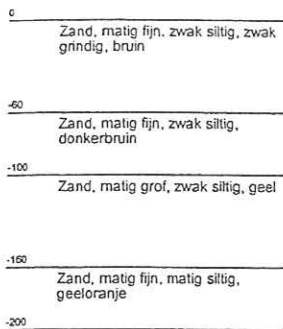 0
Zand, matig fijn, zwak siltig, zwak
grindig, bruin
-60
Zand, matig fijn, zwak siltig,
donkerbruin
-100
Zand, matig grof, zwak siltig, geel
-160
Zand, matig fijn, matig siltig,
geeloranje
-200